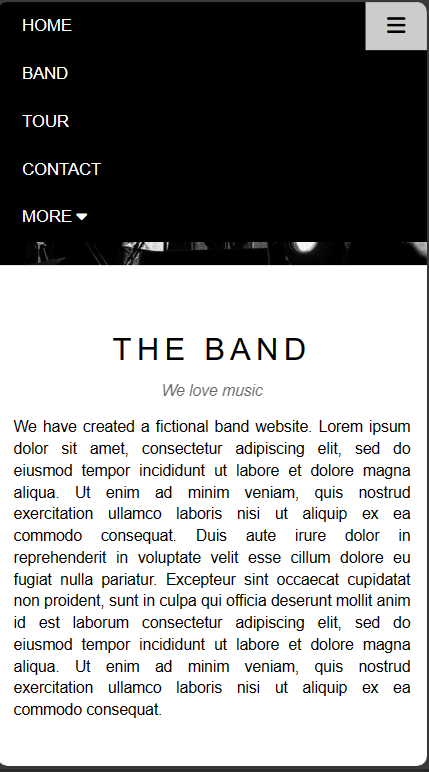 HOME
BAND
TOUR
CONTACT
MORE
THE BAND
We love music
We have created a fictional band website. Lorem ipsum
dolor sit amet, consectetur adipiscing elit, sed do
eiusmod tempor incididunt ut labore et dolore magna
aliqua. Ut enim ad minim veniam, quis nostrud
exercitation ullamco laboris nisi ut aliquip ex ea
commodo consequat. Duis aute irure dolor in
reprehenderit in voluptate velit esse cillum dolore eu
fugiat nulla pariatur. Excepteur sint occaecat cupidatat
non proident, sunt in culpa qui officia deserunt mollit anim
id est laborum consectetur adipiscing elit, sed do
eiusmod tempor incididunt ut labore et dolore magna
aliqua. Ut enim ad minim veniam, quis nostrud
exercitation ullamco laboris nisi ut aliquip ex ea
commodo consequat.